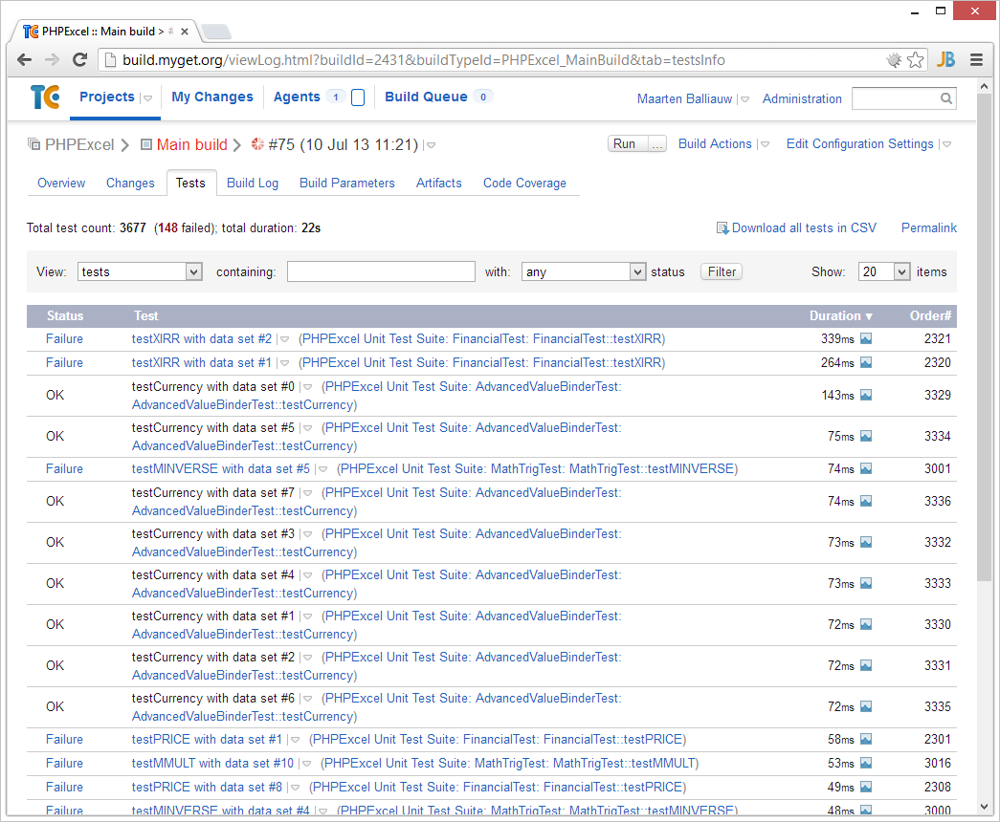 PHPExcel :: Main build >
build.myget.org/viewLog.html?buildId=2431&buildTypeId=PHPExcel_MainBuild&tab=testsInfo
TC Projects My Changes Agents 1 Build Queue 0 Maarten Balliauw Administration
PHPExcel Main build #75 (10 Jul 13 11:21) Run ... Build Actions Edit Configuration Settings
Overview Changes Tests Build Log Build Parameters Artifacts Code Coverage
Total test count: 3677 (148 failed); total duration: 22s Download all tests in CSV Permalink
View: tests containing: with: any status Filter Show: 20 items
Status Test Duration ▼ Order#
Failure testXIRR with data set #2 (PHPExcel Unit Test Suite: FinancialTest: FinancialTest::testXIRR) 339ms 2321
Failure testXIRR with data set #1 (PHPExcel Unit Test Suite: FinancialTest: FinancialTest::testXIRR) 264ms 2320
OK testCurrency with data set #0 (PHPExcel Unit Test Suite: AdvancedValueBinderTest: 143ms 3329
AdvancedValueBinderTest::testCurrency)
OK testCurrency with data set #5 (PHPExcel Unit Test Suite: AdvancedValueBinderTest: 75ms 3334
AdvancedValueBinderTest::testCurrency)
Failure testMINVERSE with data set #5 (PHPExcel Unit Test Suite: MathTrigTest: MathTrigTest::testMINVERSE) 74ms 3001
OK testCurrency with data set #7 (PHPExcel Unit Test Suite: AdvancedValueBinderTest: 74ms 3336
AdvancedValueBinderTest::testCurrency)
OK testCurrency with data set #3 (PHPExcel Unit Test Suite: AdvancedValueBinderTest: 73ms 3332
AdvancedValueBinderTest::testCurrency)
OK testCurrency with data set #4 (PHPExcel Unit Test Suite: AdvancedValueBinderTest: 73ms 3333
AdvancedValueBinderTest::testCurrency)
OK testCurrency with data set #1 (PHPExcel Unit Test Suite: AdvancedValueBinderTest: 72ms 3330
AdvancedValueBinderTest::testCurrency)
OK testCurrency with data set #2 (PHPExcel Unit Test Suite: AdvancedValueBinderTest: 72ms 3331
AdvancedValueBinderTest::testCurrency)
OK testCurrency with data set #6 (PHPExcel Unit Test Suite: AdvancedValueBinderTest: 72ms 3335
AdvancedValueBinderTest::testCurrency)
Failure testPRICE with data set #1 (PHPExcel Unit Test Suite: FinancialTest: FinancialTest::testPRICE) 58ms 2301
Failure testMMULT with data set #10 (PHPExcel Unit Test Suite: MathTrigTest: MathTrigTest::testMMULT) 53ms 3016
Failure testPRICE with data set #8 (PHPExcel Unit Test Suite: FinancialTest: FinancialTest::testPRICE) 49ms 2308
Failure testMINVERSE with data set #4 (PHPExcel Unit Test Suite: MathTrigTest: MathTrigTest::testMINVERSE) 48ms 3000